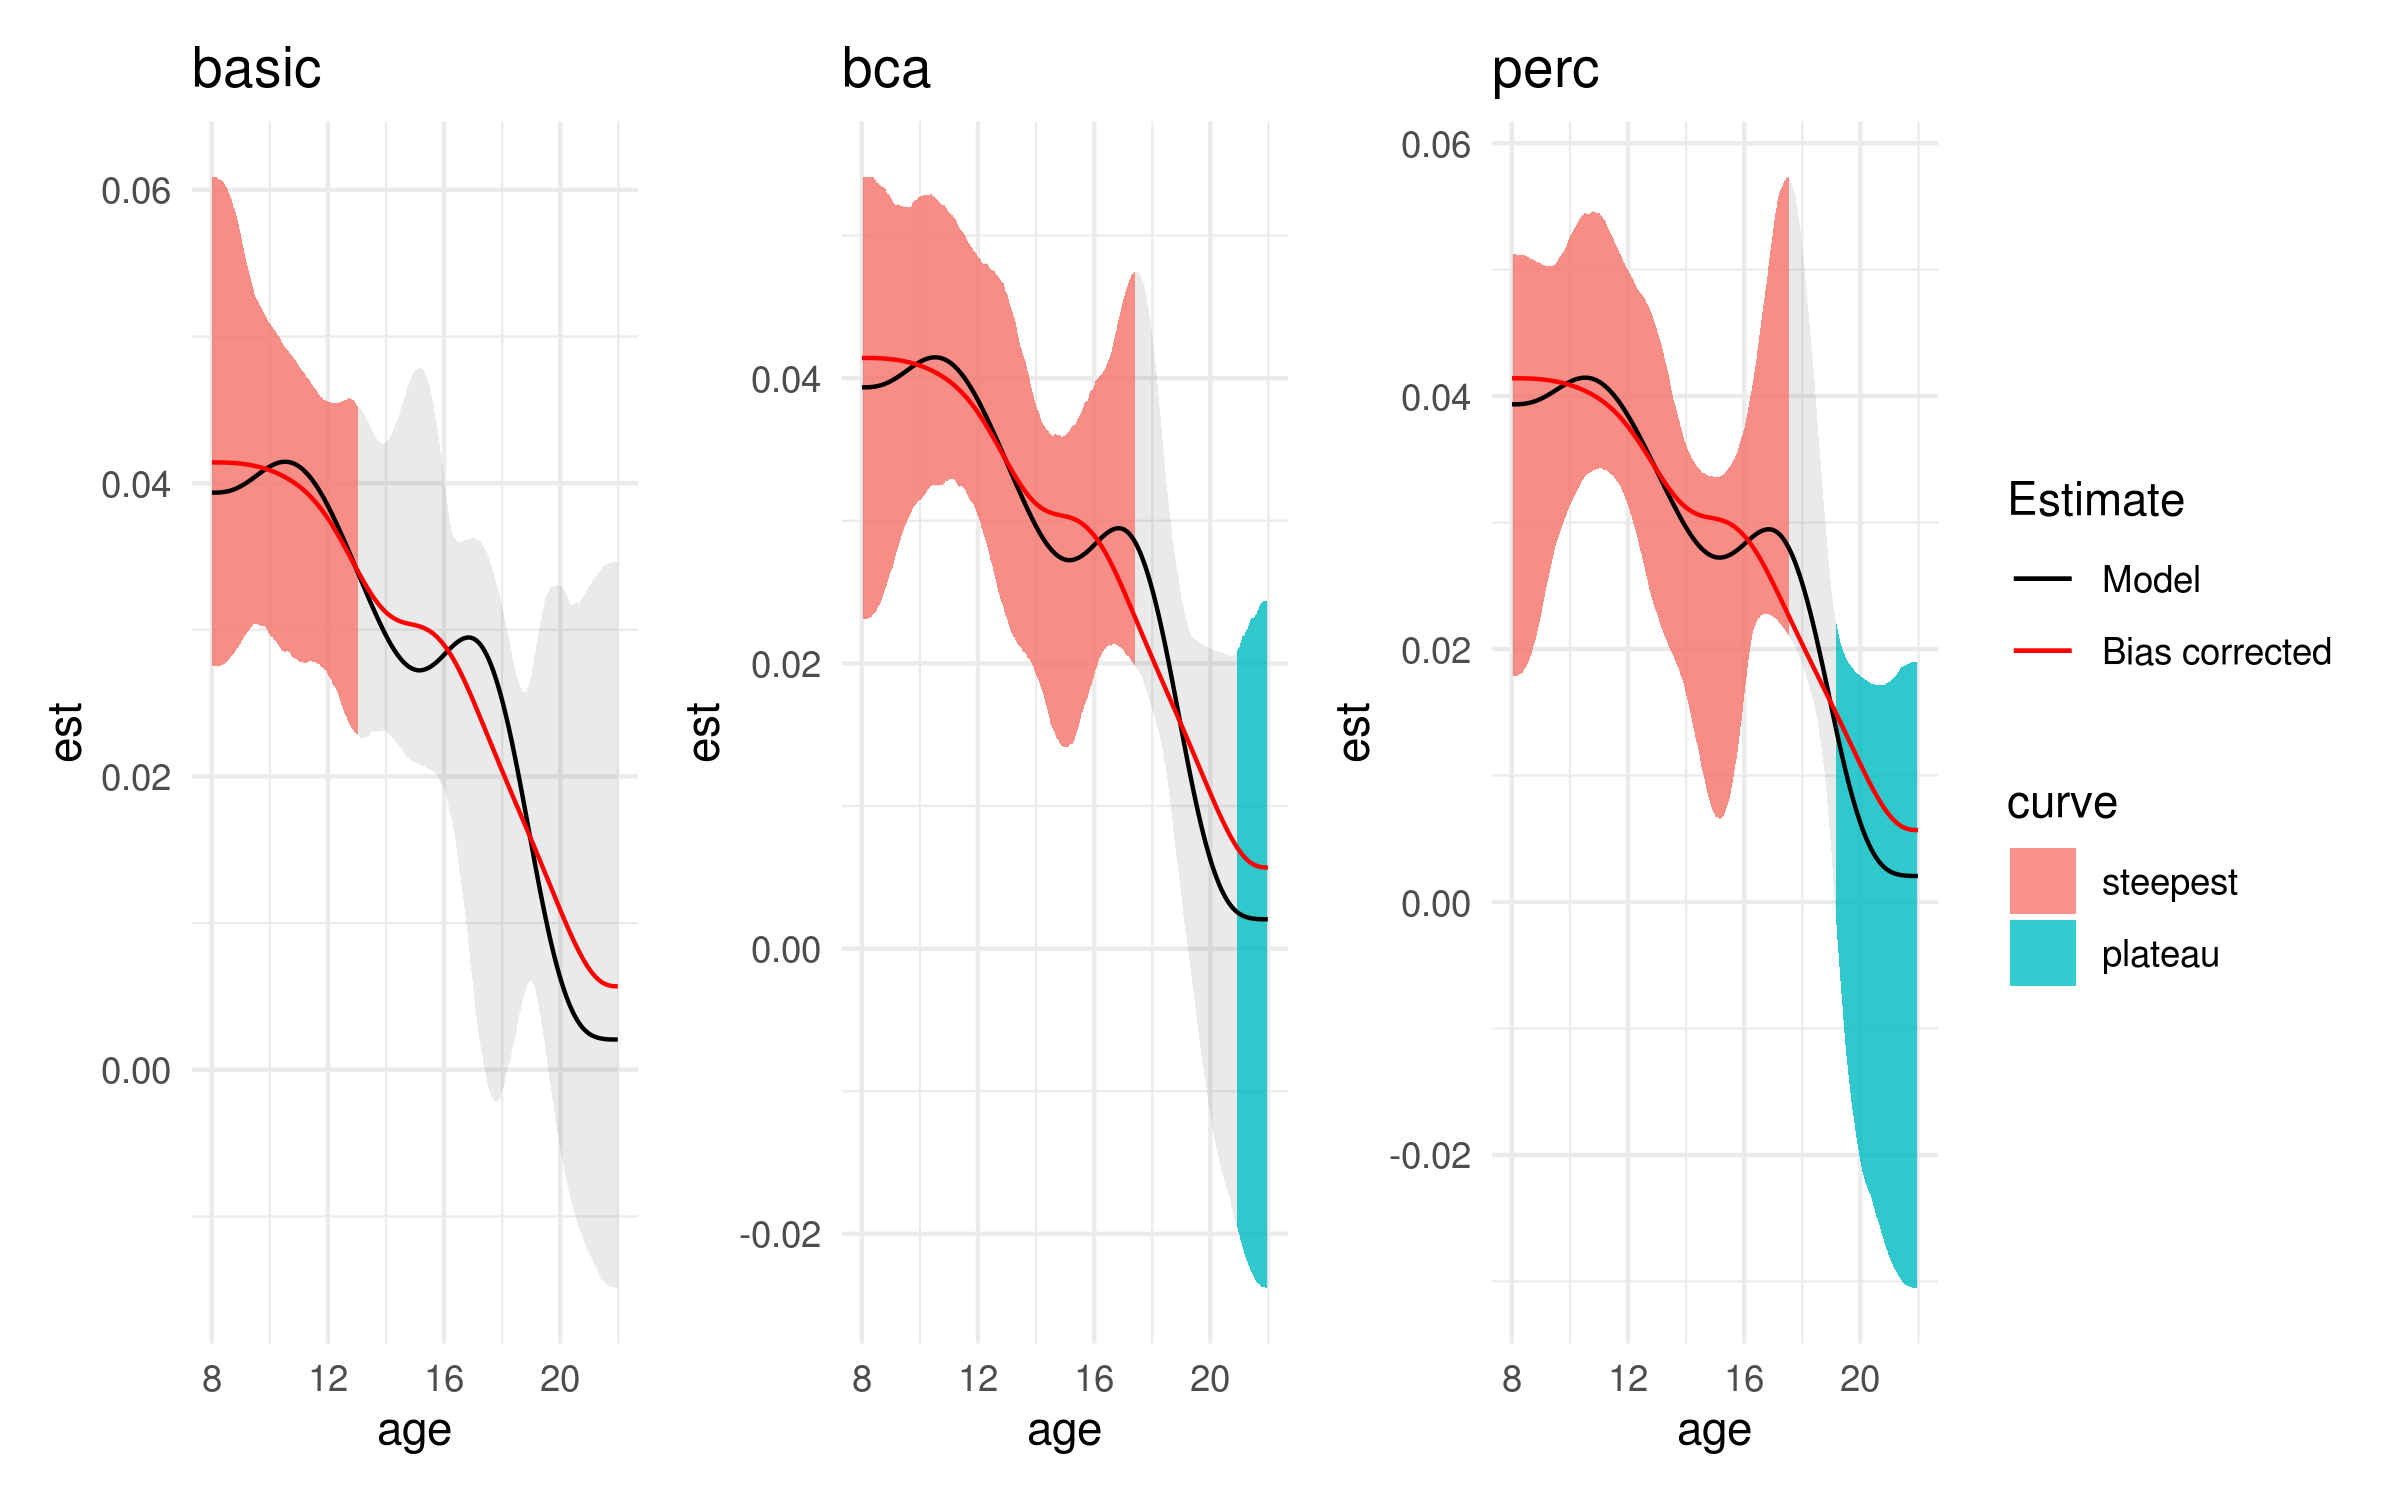 basic
0.06
0.04
0.02
0.00
est
8 12 16 20
age
bca
0.04
0.02
0.00
-0.02
est
8 12 16 20
age
perc
0.06
0.04
0.02
0.00
-0.02
est
8 12 16 20
age
Estimate
Model
Bias corrected
curve
steepest
plateau